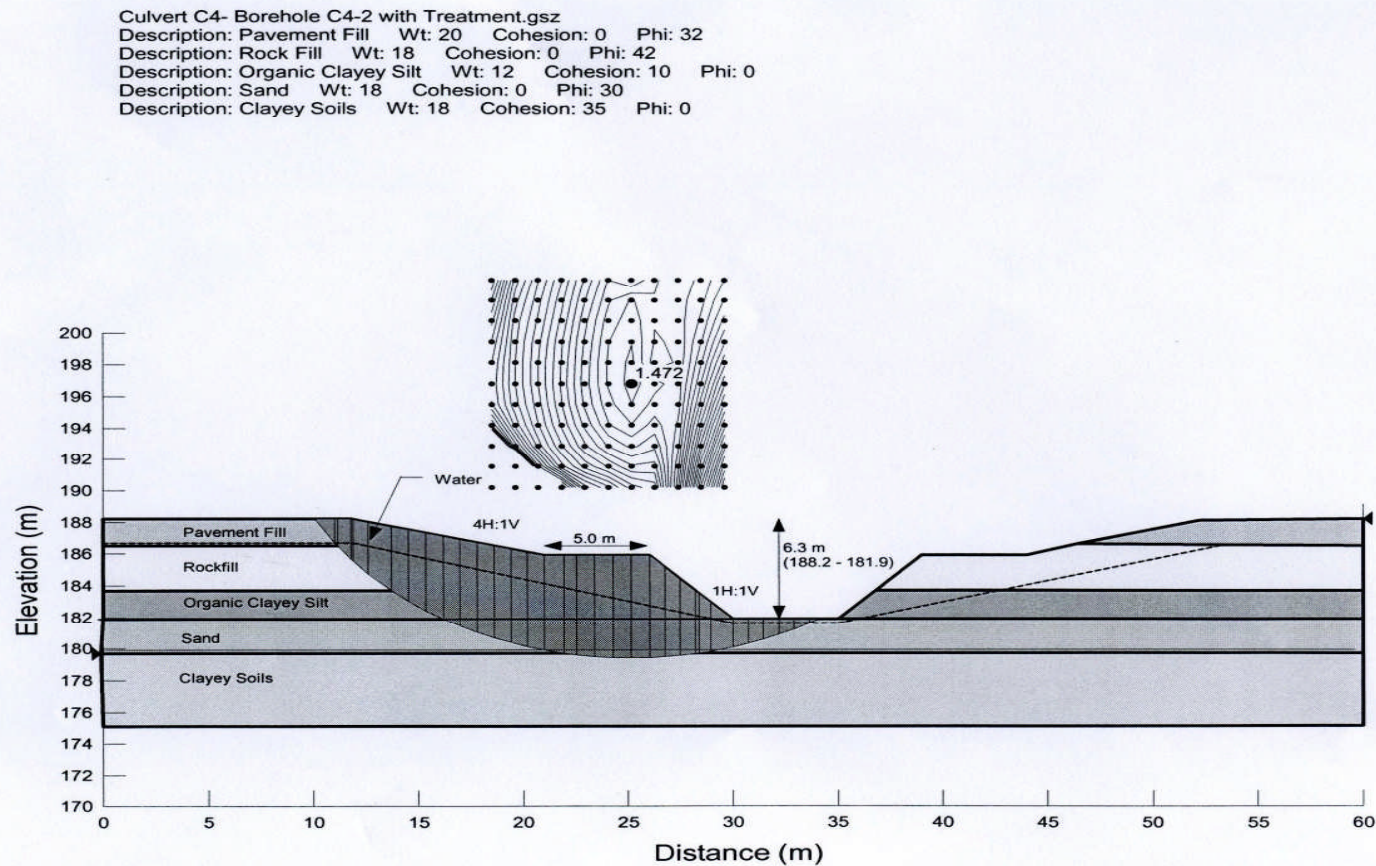 Culvert C4- Borehole C4-2 with Treatment.gsz
Description: Pavement Fill Wt: 20 Cohesion: 0 Phi: 32
Description: Rock Fill Wt: 18 Cohesion: 0 Phi: 42
Description: Organic Clayey Silt Wt: 12 Cohesion: 10 Phi: 0
Description: Sand Wt: 18 Cohesion: 0 Phi: 30
Description: Clayey Soils Wt: 18 Cohesion: 35 Phi: 0
1.472
Water
4H:1V
5.0 m
6.3 m
(188.2 - 181.9)
1H:1V
Pavement Fill
Rockfill
Organic Clayey Silt
Sand
Clayey Soils
Elevation (m)
200
198
196
194
192
190
188
186
184
182
180
178
176
174
172
170
0 5 10 15 20 25 30 35 40 45 50 55 60
Distance (m)